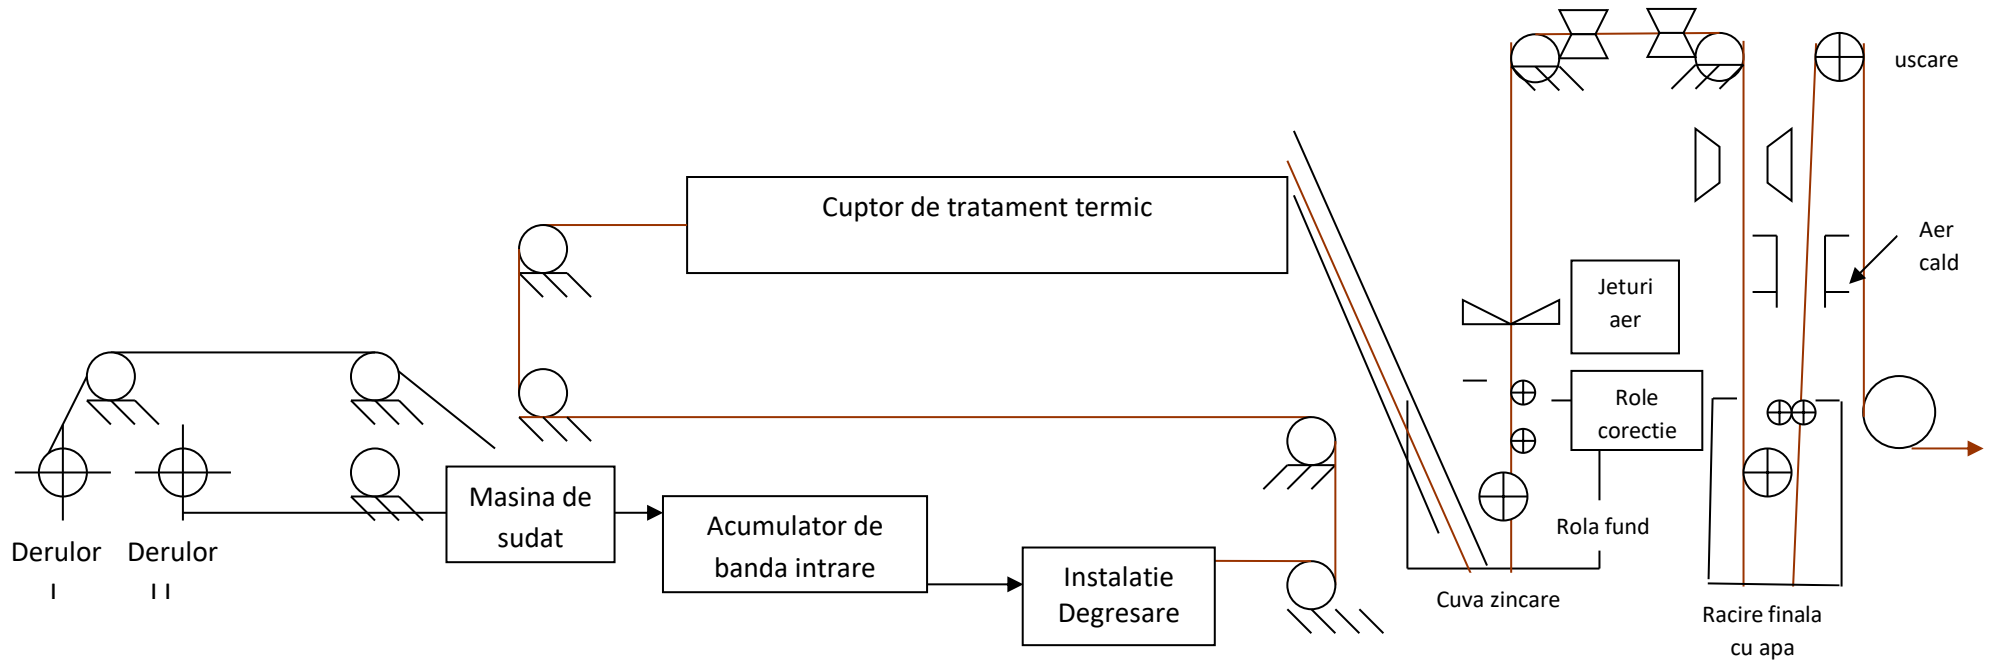 uscare
Cuptor de tratament termic
Aer
cald
Jeturi
aer
Role
corectie
Masina de
sudat
Acumulator de
banda intrare
Rola fund
Derulor
I
Derulor
II
Instalatie
Degresare
Cuva zincare
Racire finala
cu apa